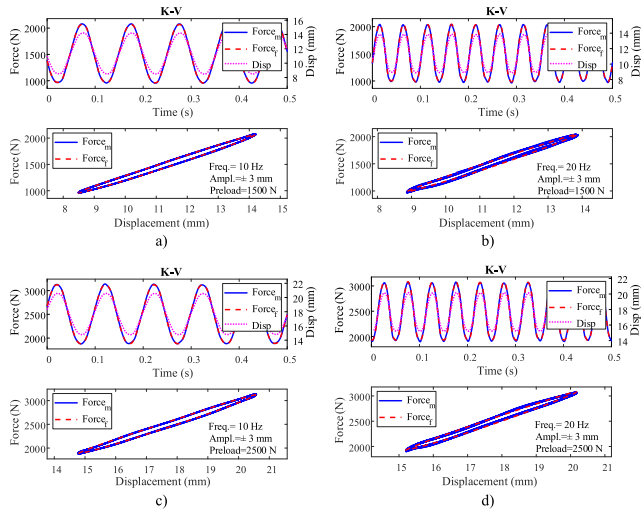 K-V
Force (N)
2000
1500
1000
16
14
12
10
8
Disp (mm)
Force_m
Force_f
Disp
0 0.1 0.2 0.3 0.4 0.5
Time (s)
Force (N)
2000
1500
1000
Force_m
Force_f
Freq.= 10 Hz
Ampl.=± 3 mm
Preload=1500 N
8 9 10 11 12 13 14 15
Displacement (mm)
a)
K-V
Force (N)
2000
1500
1000
14
12
10
8
Disp (mm)
Force_m
Force_f
Disp
0 0.1 0.2 0.3 0.4 0.5
Time (s)
Force (N)
2000
1500
1000
Force_m
Force_f
Freq.= 20 Hz
Ampl.=± 3 mm
Preload=1500 N
8 9 10 11 12 13 14
Displacement (mm)
b)
K-V
Force (N)
3000
2500
2000
22
20
18
16
14
Disp (mm)
Force_m
Force_f
Disp
0 0.1 0.2 0.3 0.4 0.5
Time (s)
Force (N)
3000
2500
2000
Force_m
Force_f
Freq.= 10 Hz
Ampl.=± 3 mm
Preload=2500 N
14 15 16 17 18 19 20 21
Displacement (mm)
c)
K-V
Force (N)
3000
2500
2000
20
18
16
14
Disp (mm)
Force_m
Force_f
Disp
0 0.1 0.2 0.3 0.4 0.5
Time (s)
Force (N)
3000
2500
2000
Force_m
Force_f
Freq.= 20 Hz
Ampl.=± 3 mm
Preload=2500 N
15 16 17 18 19 20 21
Displacement (mm)
d)